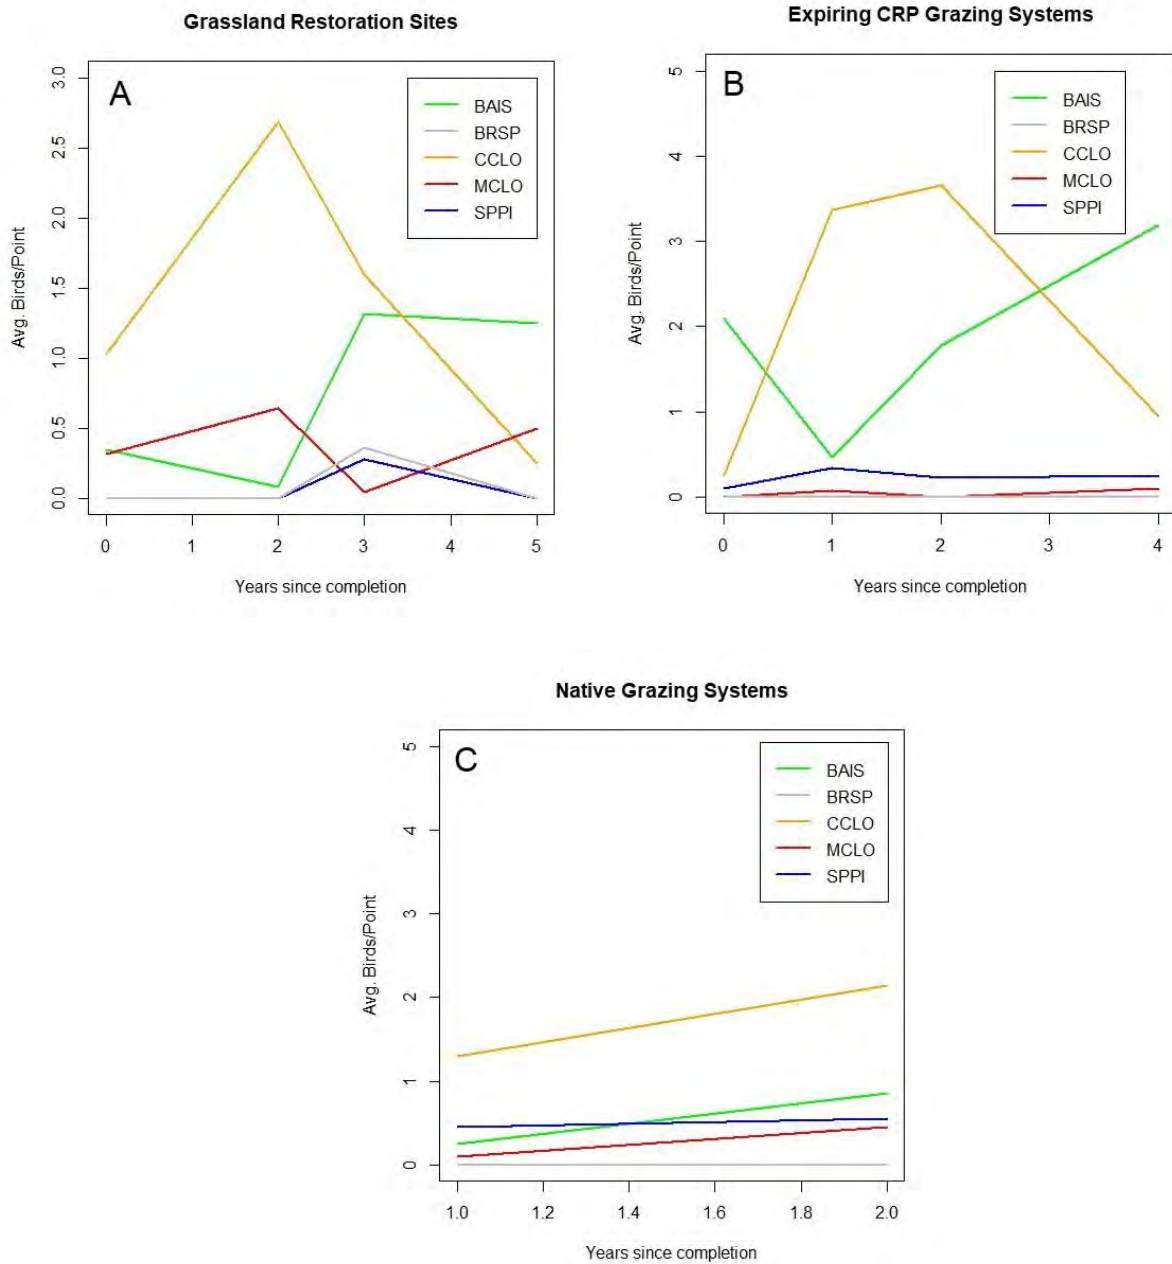 Grassland Restoration Sites
A
BAIS
BRSP
CCLO
MCLO
SPPI
Avg. Birds/Point
3.0
2.5
2.0
1.5
1.0
0.5
0.0
0 1 2 3 4 5
Years since completion
Expiring CRP Grazing Systems
B
BAIS
BRSP
CCLO
MCLO
SPPI
Avg. Birds/Point
5
4
3
2
1
0
0 1 2 3 4
Years since completion
Native Grazing Systems
C
BAIS
BRSP
CCLO
MCLO
SPPI
Avg. Birds/Point
5
4
3
2
1
0
1.0 1.2 1.4 1.6 1.8 2.0
Years since completion